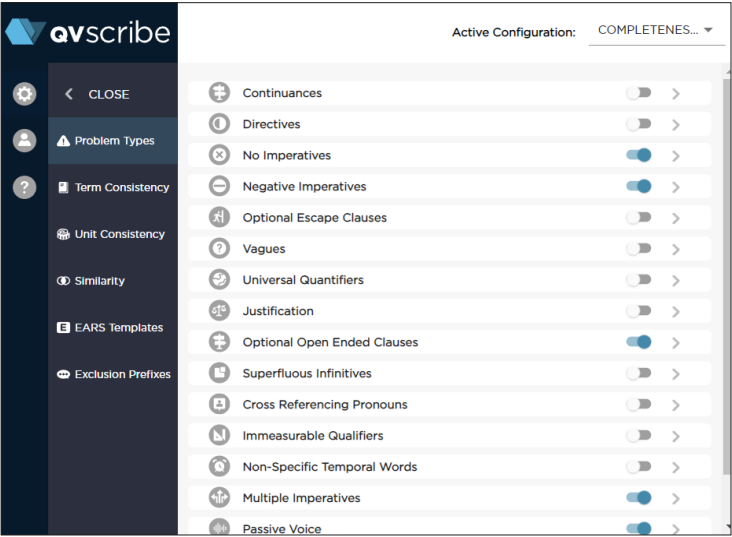 QVscribe
Active Configuration: COMPLETENES...
CLOSE
Problem Types
Term Consistency
Unit Consistency
Similarity
E EARS Templates
Exclusion Prefixes
?
Continuances
Directives
No Imperatives
Negative Imperatives
Optional Escape Clauses
? Vagues
Universal Quantifiers
Justification
Optional Open Ended Clauses
Superfluous Infinitives
Cross Referencing Pronouns
Immeasurable Qualifiers
Non-Specific Temporal Words
Multiple Imperatives
Passive Voice